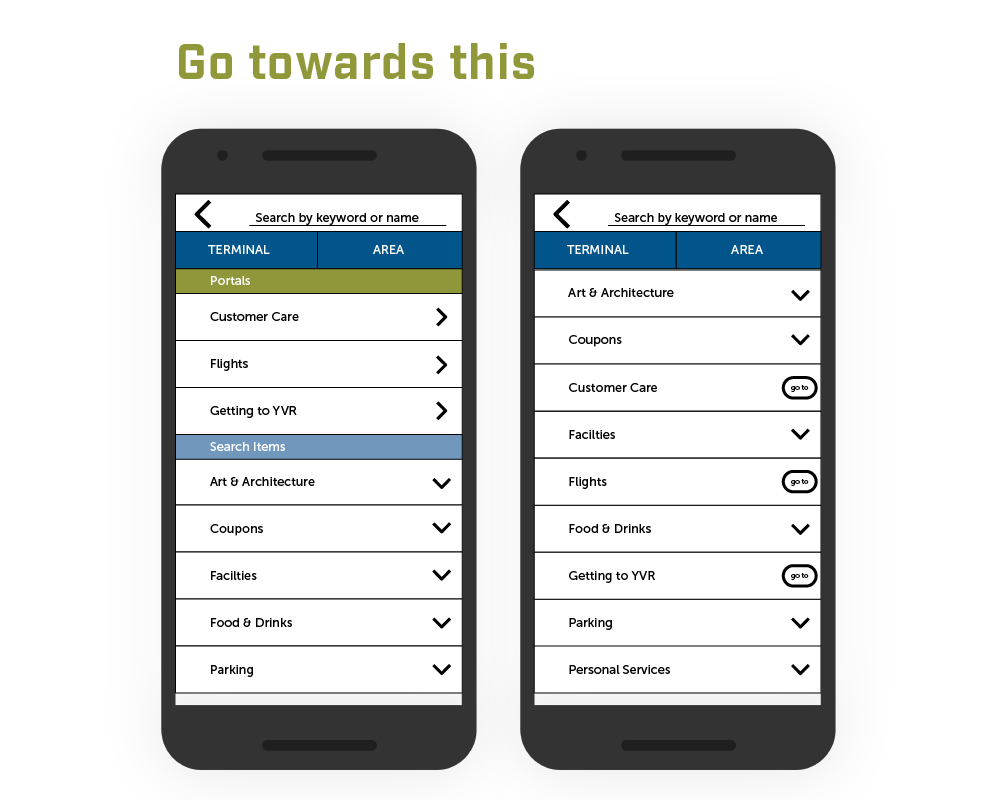 Go towards this
Search by keyword or name
TERMINAL AREA
Portals
Customer Care
Flights
Getting to YVR
Search Items
Art & Architecture
Coupons
Facilties
Food & Drinks
Parking
Search by keyword or name
TERMINAL AREA
Art & Architecture
Coupons
Customer Care go to
Facilties
Flights go to
Food & Drinks
Getting to YVR go to
Parking
Personal Services